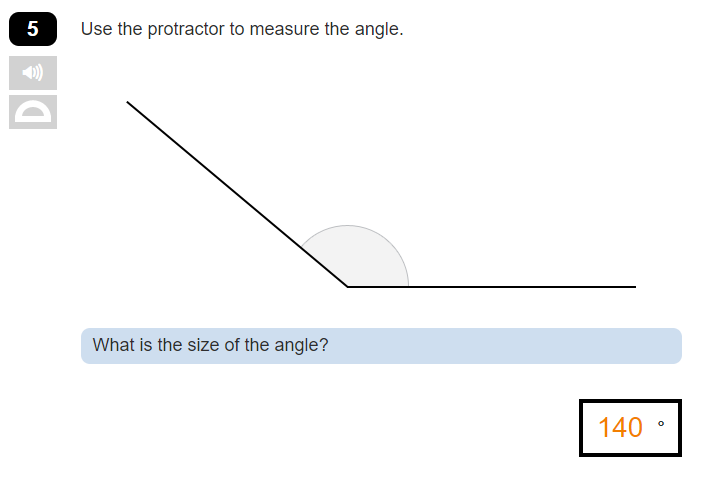 5
Use the protractor to measure the angle.
What is the size of the angle?
140 °